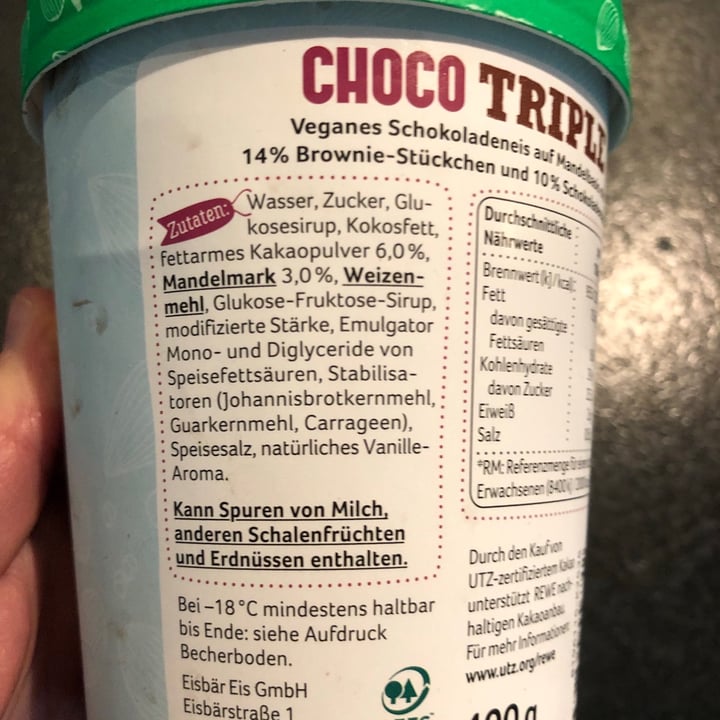 CHOCO TRIPLE
Veganes Schokoladeneis auf
14% Brownie-Stückchen und 10%
Zutaten: Wasser, Zucker, Glu-
kosesirup, Kokosfett,
fettarmes Kakaopulver 6,0%,
Mandelmark 3,0%, Weizen-
mehl, Glukose-Fruktose-Sirup,
modifizierte Stärke, Emulgator
Mono- und Diglyceride von
Speisefettsäuren, Stabilisa-
toren (Johannisbrotkernmehl,
Guarkernmehl, Carrageen),
Speisesalz, natürliches Vanille-
Aroma.
Kann Spuren von Milch,
anderen Schalenfrüchten
und Erdnüssen enthalten.
Bei –18°C mindestens haltbar
bis Ende: siehe Aufdruck
Becherboden.
Eisbär Eis GmbH
Eisbärstraße 1
Durchschnittliche
Nährwerte
Brennwert (kJ/kcal):
Fett
davon gesättigte
Fettsäuren
Kohlenhydrate
davon Zucker
Eiweiß
Salz
*RM: Referenzmenge für einen
Erwachsenen (8400 kJ
Durch den Kauf von
UTZ-zertifiziertem Kakao
unterstützt REWE nach-
haltigen Kakaoanbau.
Für mehr Informationen
www.utz.org/rewe